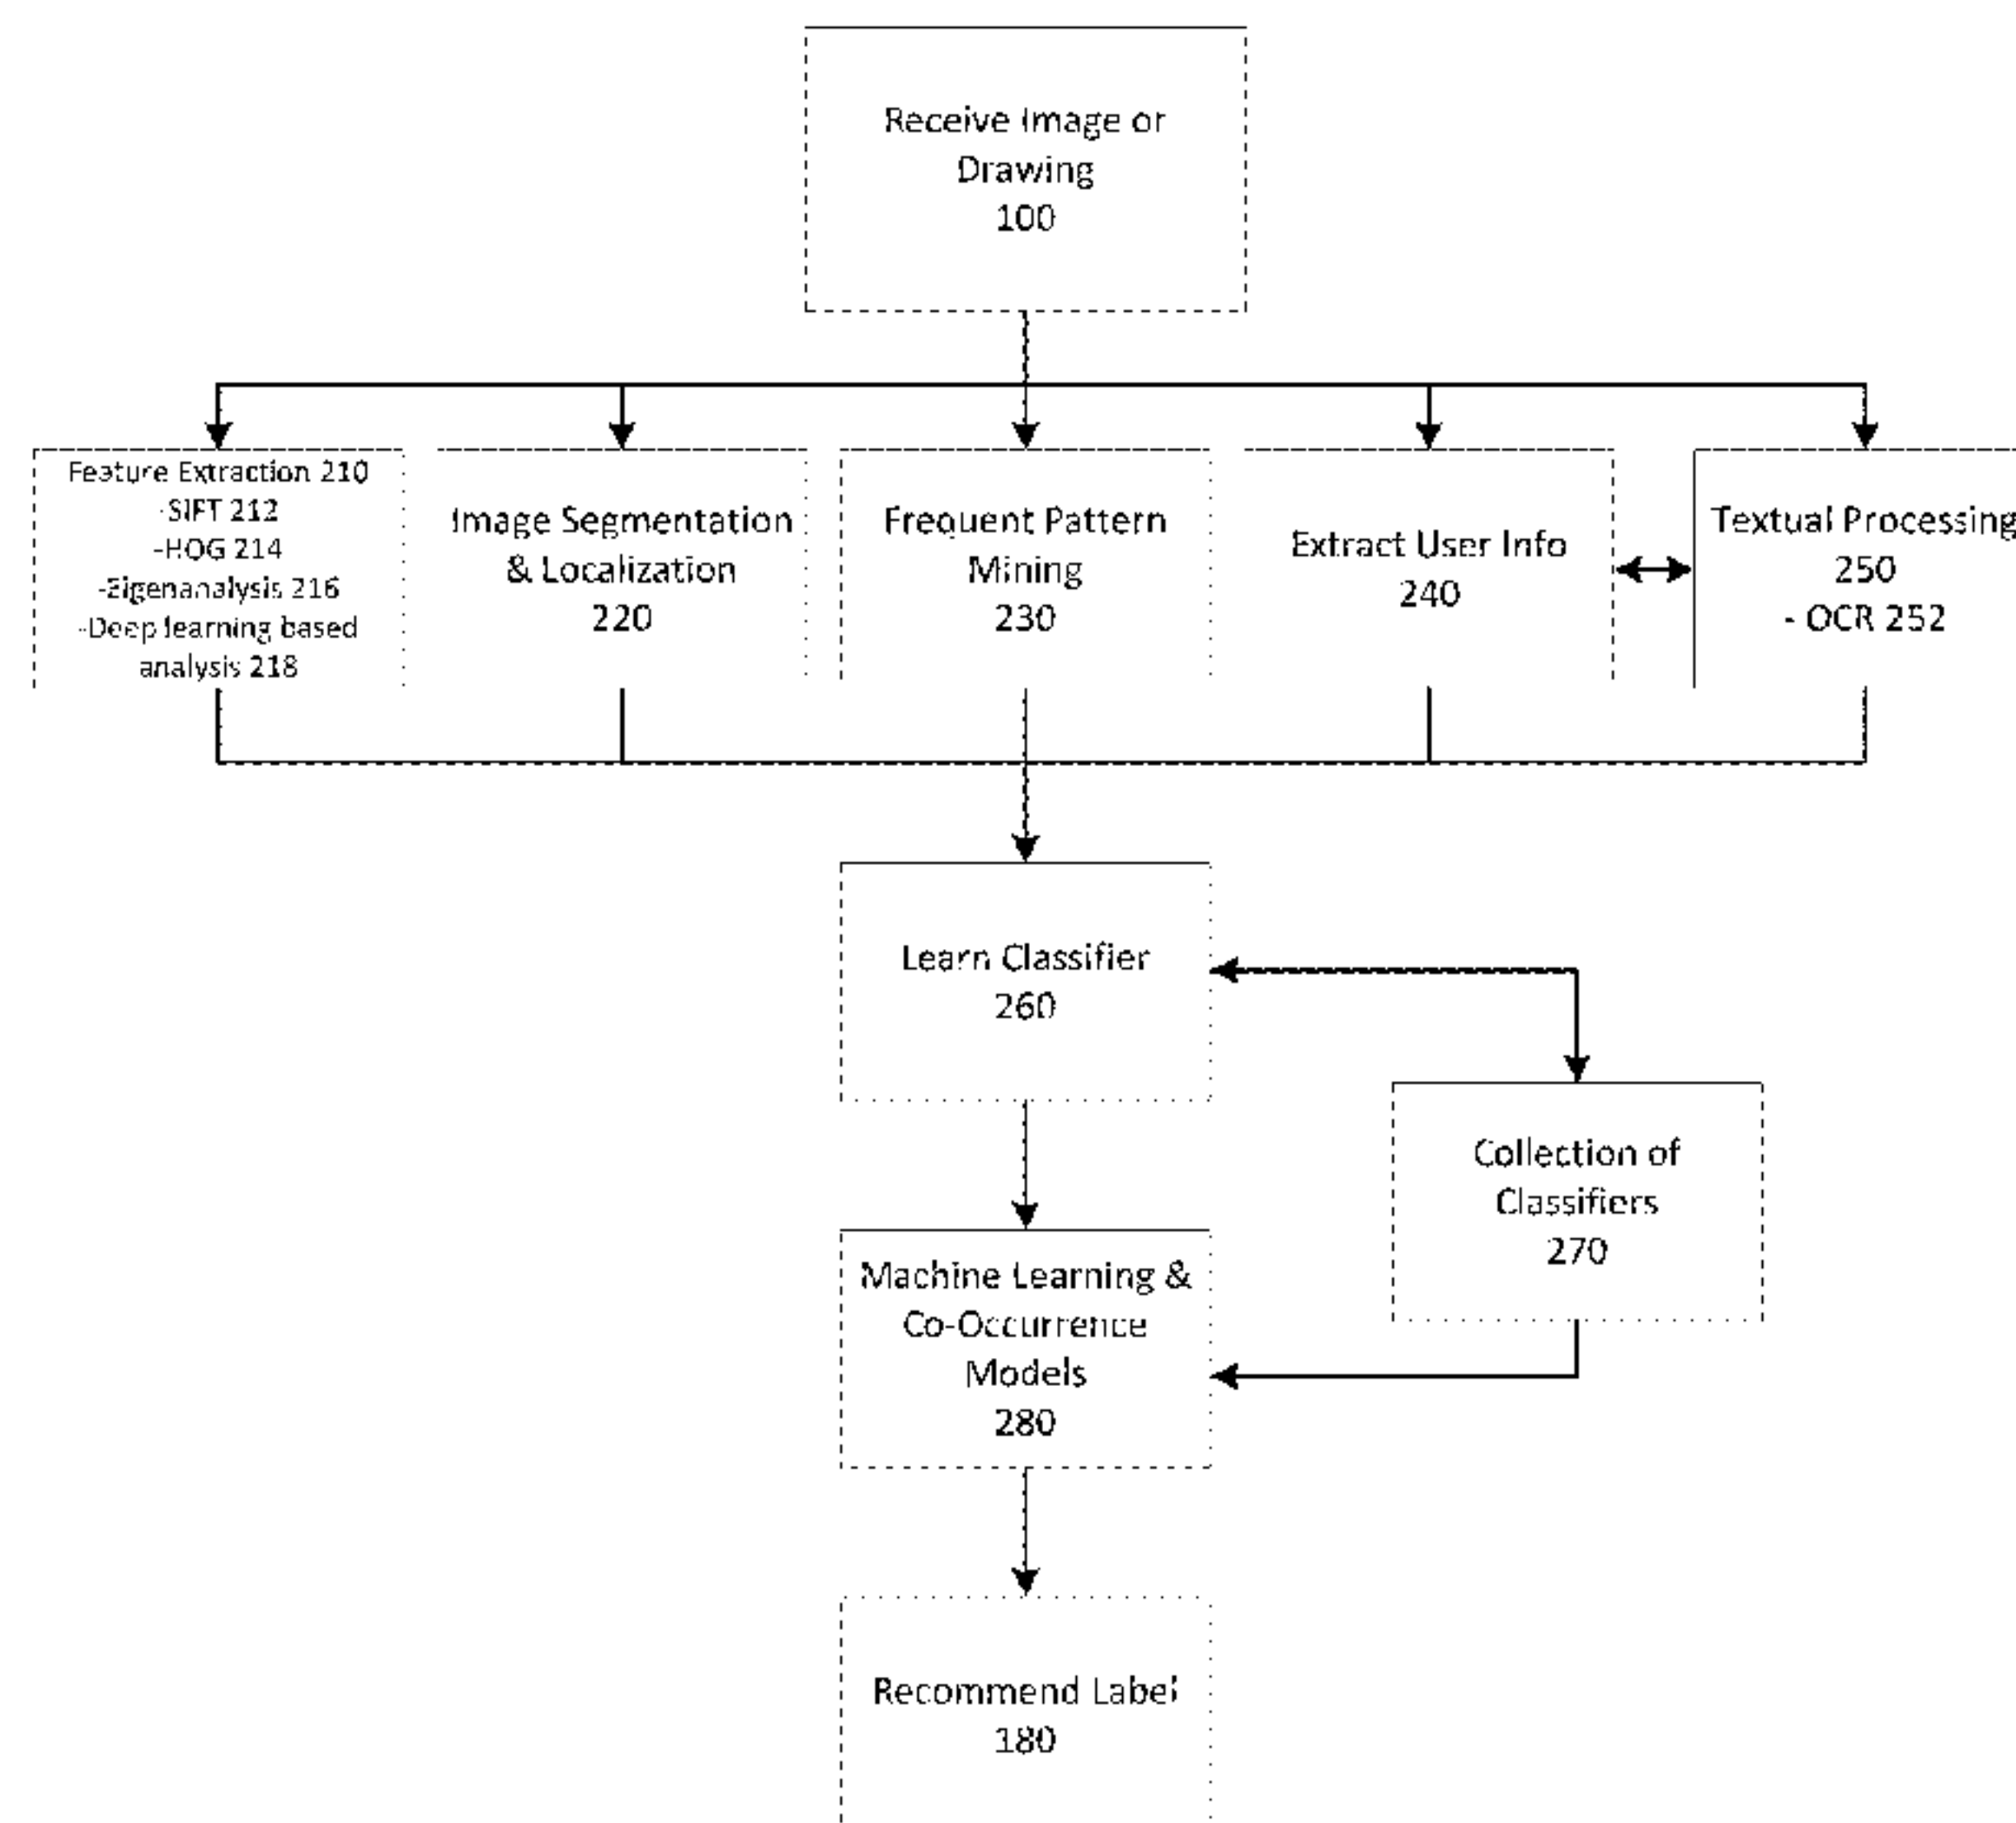 Receive Image or
Drawing
100
Feature Extraction 210
-SIFT 212
-HOG 214
-Eigenanalysis 216
-Deep learning based
analysis 218
Image Segmentation
& Localization
220
Frequent Pattern
Mining
230
Extract User Info
240
Textual Processing
250
- OCR 252
Learn Classifier
260
Collection of
Classifiers
270
Machine Learning &
Co-Occurrence
Models
280
Recommend Label
180